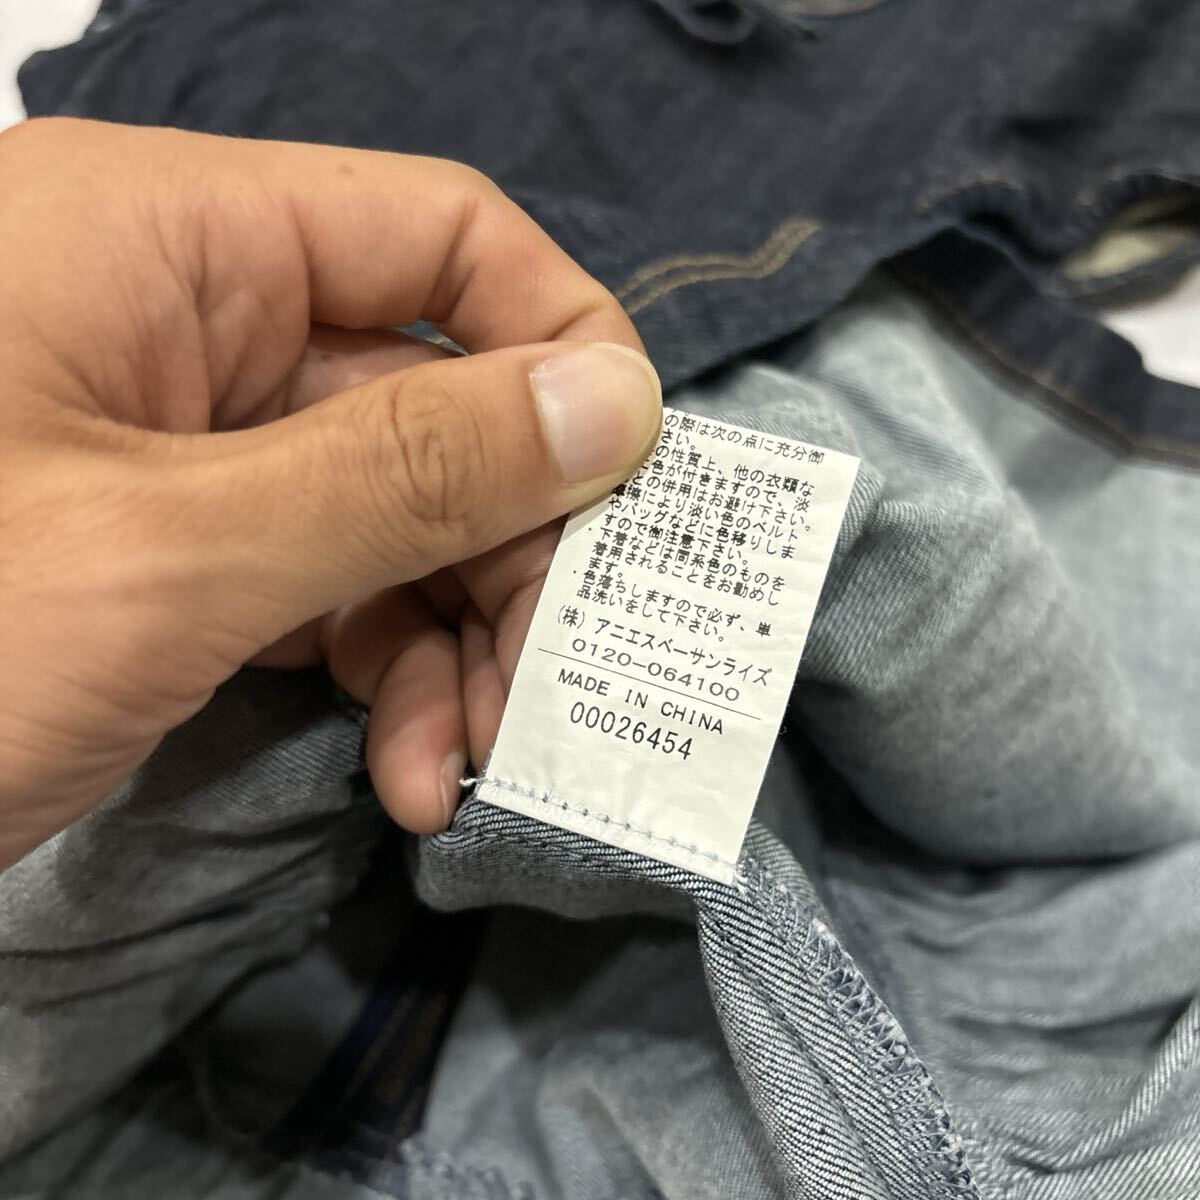 の際は次の点に充分御
さい。
の性質上、他の衣類な
に色が付きますので、淡
との併用はお避け下さい。
摩擦により淡い色のベルト
やバッグなどに色移りしま
すので御注意下さい。
・下着などは同系色のものを
着用されることをお勧めし
ます。
・色落ちしますので必ず、単
品洗いをして下さい。
(株) アニエスベーサンライズ
0120-064100
MADE IN CHINA
00026454